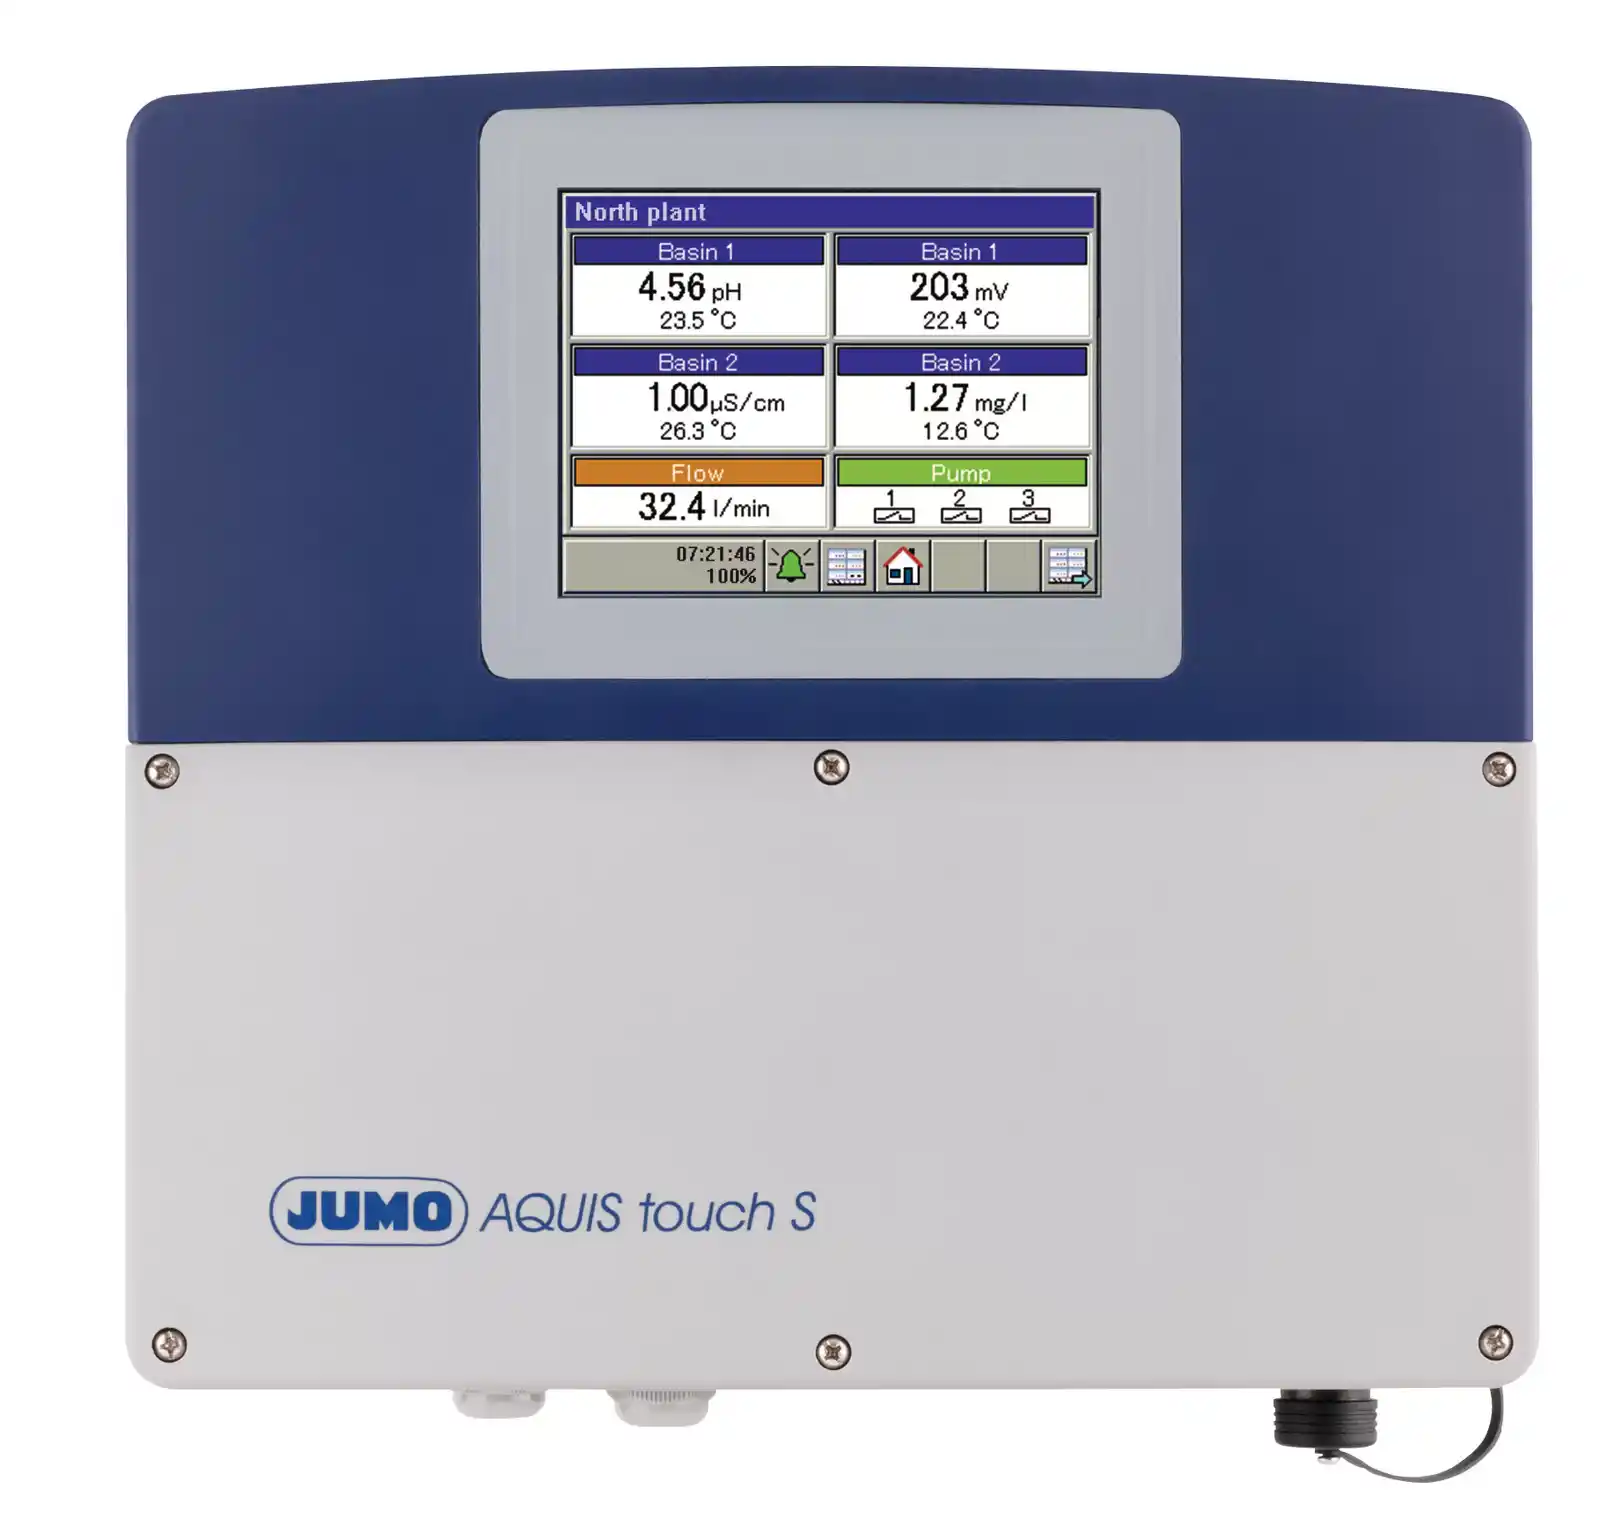 North plant
Basin 1
4.56 pH
23.5 °C
Basin 1
203 mV
22.4 °C
Basin 2
1.00 µS/cm
26.3 °C
Basin 2
1.27 mg/l
12.6 °C
Flow
32.4 l/min
Pump
1 2 3
07:21:46
100%
JUMO AQUIS touch S